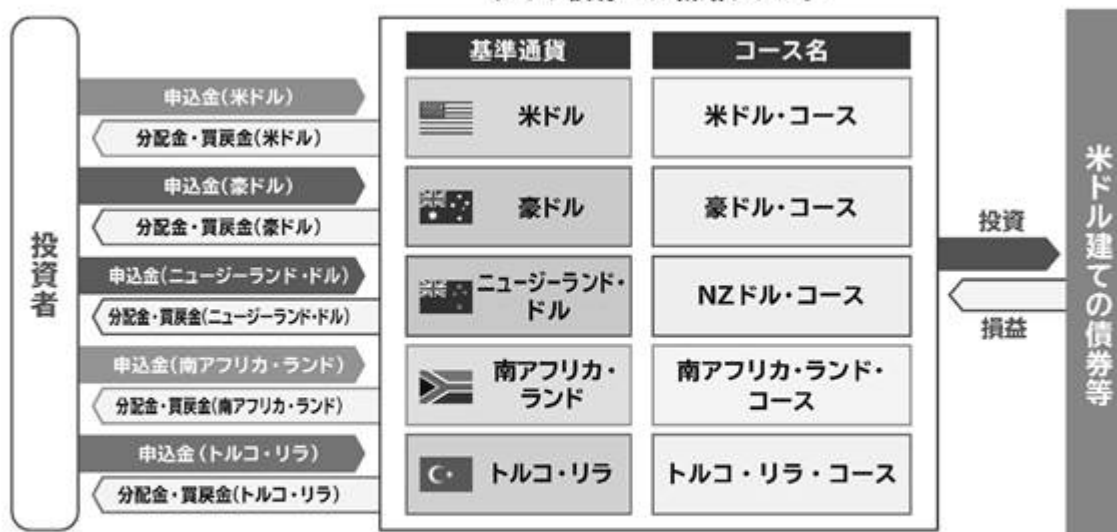 基準通貨
コース名
投資者
申込金(米ドル)
分配金・買戻金(米ドル)
米ドル
米ドル・コース
申込金(豪ドル)
分配金・買戻金(豪ドル)
豪ドル
豪ドル・コース
申込金(ニュージーランド・ドル)
分配金・買戻金(ニュージーランド・ドル)
ニュージーランド・
ドル
NZドル・コース
申込金(南アフリカ・ランド)
分配金・買戻金(南アフリカ・ランド)
南アフリカ・
ランド
南アフリカ・ランド・
コース
申込金(トルコ・リラ)
分配金・買戻金(トルコ・リラ)
トルコ・リラ
トルコ・リラ・コース
投資
損益
米ドル建ての債券等